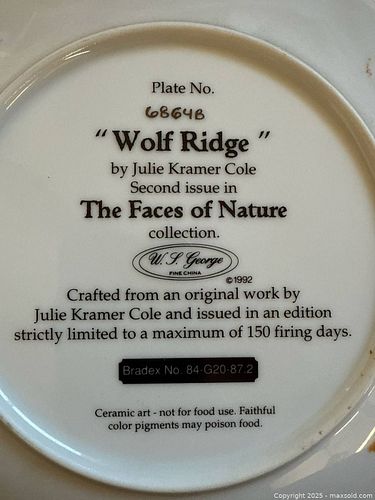 Plate No.
6864B
"Wolf Ridge"
by Julie Kramer Cole
Second issue in
The Faces of Nature
collection.
W. S. George
FINE CHINA
©1992
Crafted from an original work by
Julie Kramer Cole and issued in an edition
strictly limited to a maximum of 150 firing days.
Bradex No. 84-G20-87.2
Ceramic art - not for food use. Faithful
color pigments may poison food.
Copyright 2025 - maxsold.com